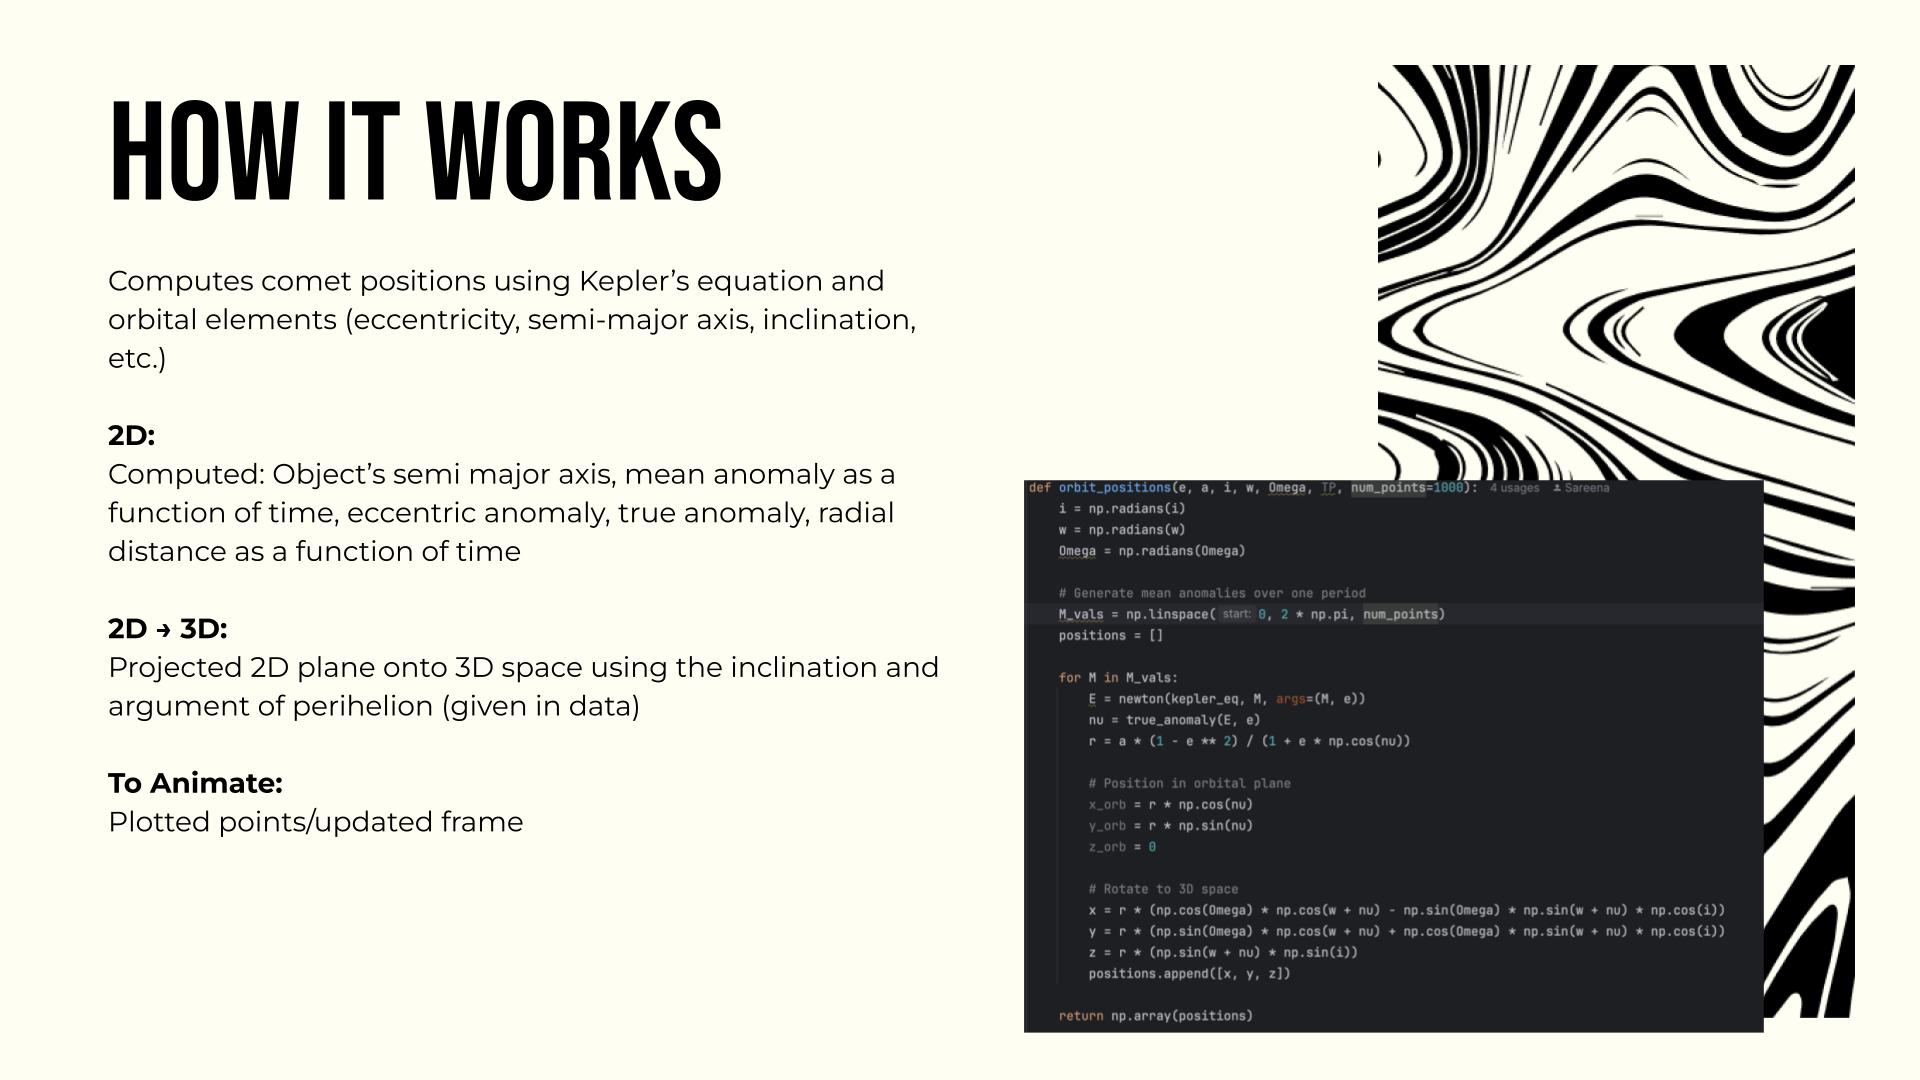 HOW IT WORKS
Computes comet positions using Kepler’s equation and
orbital elements (eccentricity, semi-major axis, inclination,
etc.)
2D:
Computed: Object’s semi major axis, mean anomaly as a
function of time, eccentric anomaly, true anomaly, radial
distance as a function of time
2D → 3D:
Projected 2D plane onto 3D space using the inclination and
argument of perihelion (given in data)
To Animate:
Plotted points/updated frame
def orbit_positions(e, a, i, w, Omega, TP, num_points=1000): 4 usages Sareena
i = np.radians(i)
w = np.radians(w)
Omega = np.radians(Omega)
# Generate mean anomalies over one period
M_vals = np.linspace( start: 0, 2 * np.pi, num_points)
positions = []
for M in M_vals:
E = newton(kepler_eq, M, args=(M, e))
nu = true_anomaly(E, e)
r = a * (1 - e ** 2) / (1 + e * np.cos(nu))
# Position in orbital plane
x_orb = r * np.cos(nu)
y_orb = r * np.sin(nu)
z_orb = 0
# Rotate to 3D space
x = r * (np.cos(Omega) * np.cos(w + nu) - np.sin(Omega) * np.sin(w + nu) * np.cos(i))
y = r * (np.sin(Omega) * np.cos(w + nu) + np.cos(Omega) * np.sin(w + nu) * np.cos(i))
z = r * (np.sin(w + nu) * np.sin(i))
positions.append([x, y, z])
return np.array(positions)